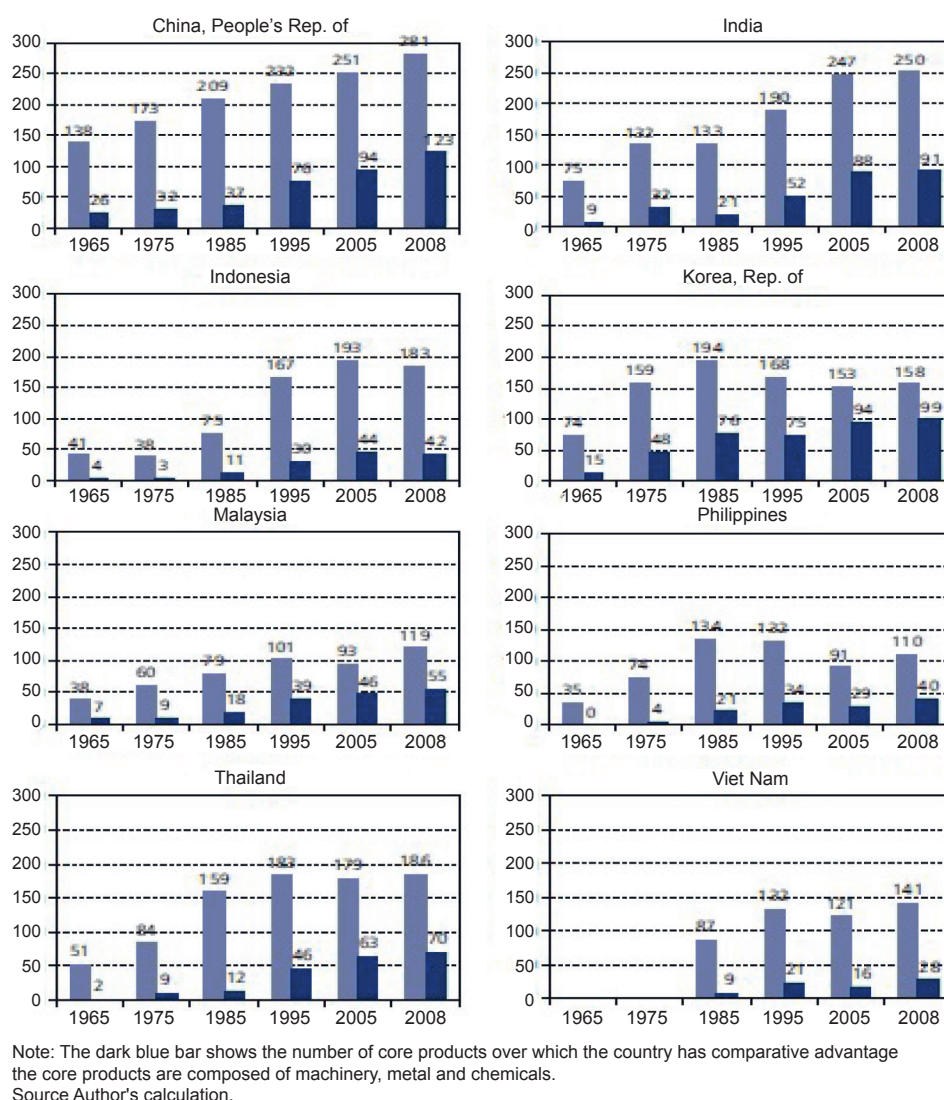 China, People's Rep. of
300
250
200
150
100
50
0
138 173 209 251 281
26 32 37 76 94 123
1965 1975 1985 1995 2005 2008
India
300
250
200
150
100
50
0
75 132 133 190 247 250
9 32 21 52 88 91
1965 1975 1985 1995 2005 2008
Indonesia
300
250
200
150
100
50
0
41 38 75 167 193 183
4 3 11 30 44 42
1965 1975 1985 1995 2005 2008
Korea, Rep. of
300
250
200
150
100
50
0
74 159 194 168 153 158
15 48 76 75 94 99
1965 1975 1985 1995 2005 2008
Malaysia
300
250
200
150
100
50
0
38 60 79 101 93 119
7 9 18 39 46 55
1965 1975 1985 1995 2005 2008
Philippines
300
250
200
150
100
50
0
35 74 134 132 91 110
0 4 21 34 29 40
1965 1975 1985 1995 2005 2008
Thailand
300
250
200
150
100
50
0
51 84 159 183 179 186
2 9 12 46 63 70
1965 1975 1985 1995 2005 2008
Viet Nam
300
250
200
150
100
50
0
87 132 121 141
9 21 16 28
1965 1975 1985 1995 2005 2008
Note: The dark blue bar shows the number of core products over which the country has comparative advantage
the core products are composed of machinery, metal and chemicals.
Source Author's calculation.